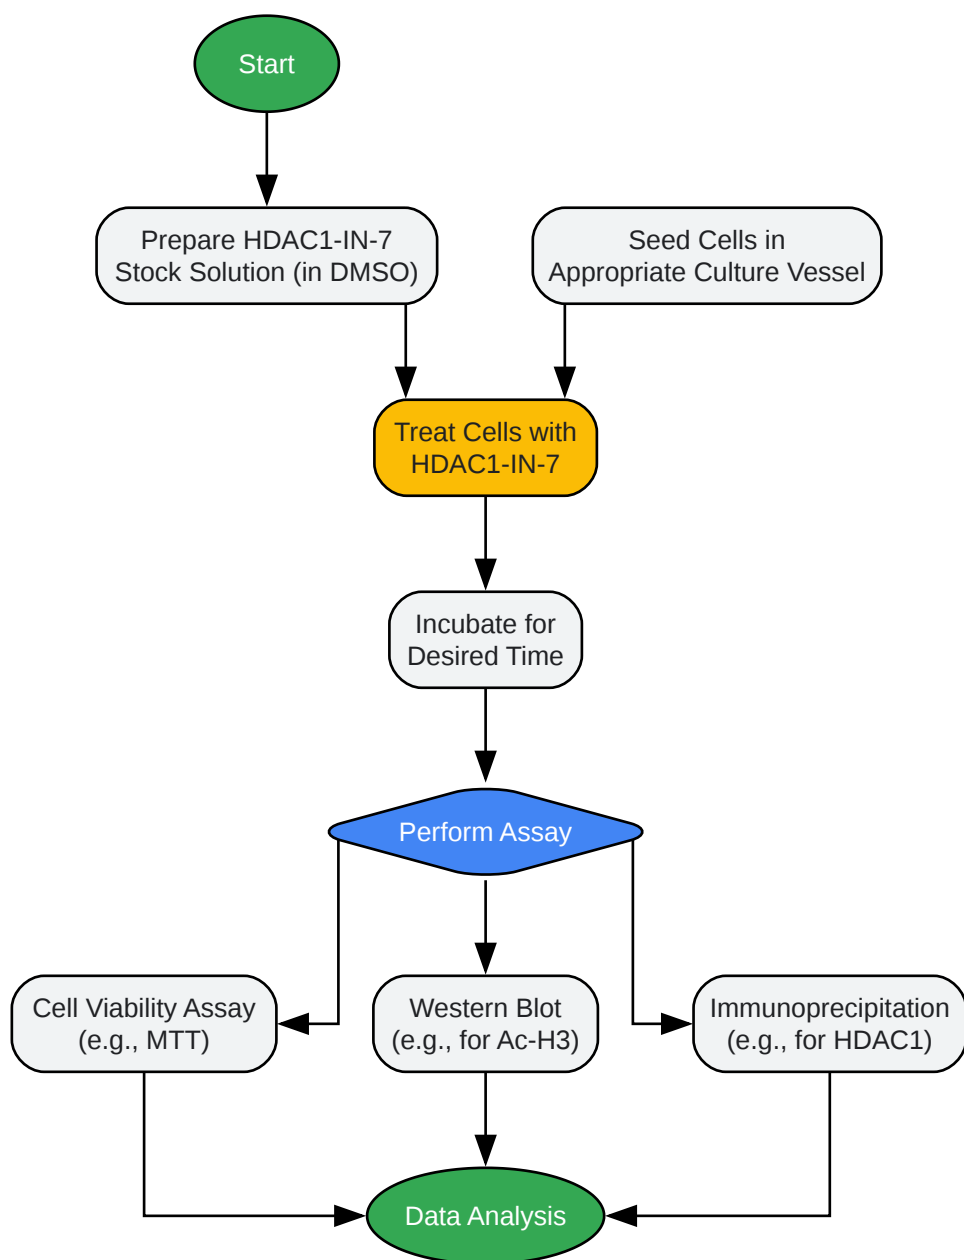 Start
Prepare HDAC1-IN-7
Stock Solution (in DMSO)
Seed Cells in
Appropriate Culture Vessel
Treat Cells with
HDAC1-IN-7
Incubate for
Desired Time
Perform Assay
Cell Viability Assay
(e.g., MTT)
Western Blot
(e.g., for Ac-H3)
Immunoprecipitation
(e.g., for HDAC1)
Data Analysis